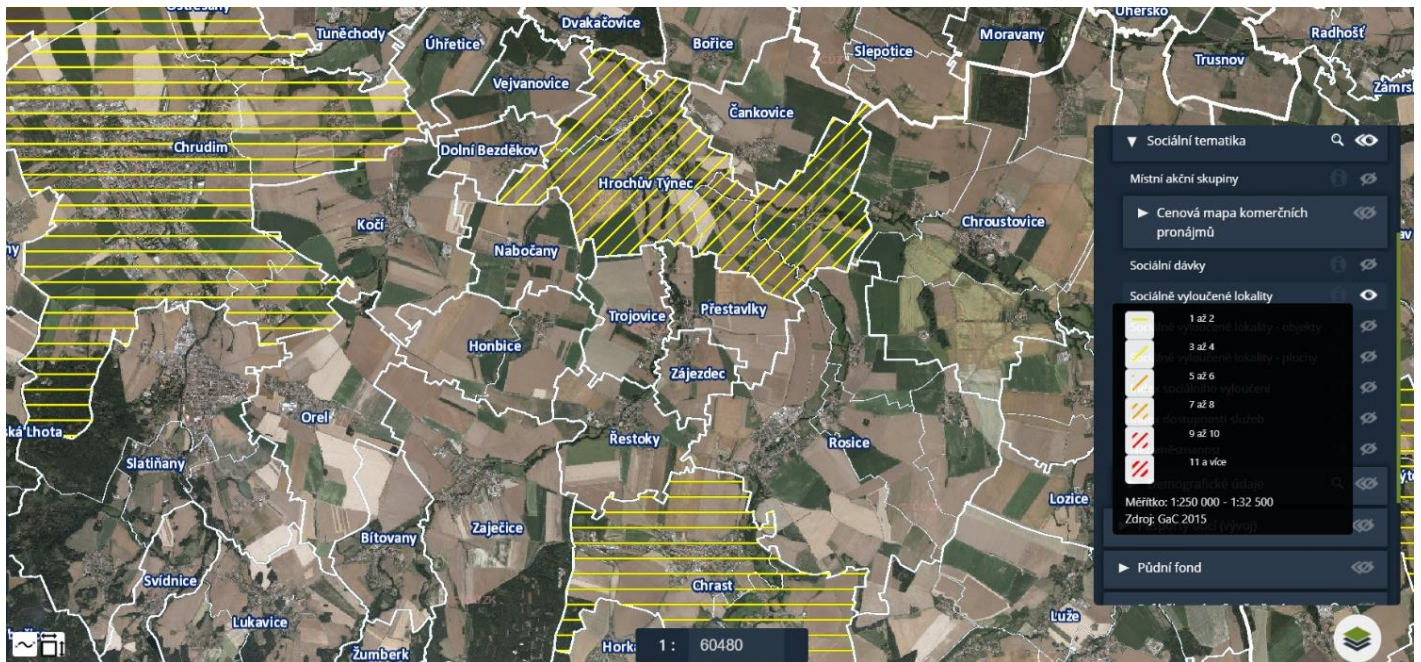 Tuněchody
Úhřetice
Dvakačovice
Bořice
Slepotice
Moravany
Úhersko
Radhošť
Trusnov
Vejvanovice
Čankovice
Chrudim
Dolní Bezděkov
Hrochův Týnec
Kočí
Nabočany
Chroustovice
Trojovice
Přestavlky
Honbice
Zájezdec
Orel
Řestoky
Rosice
Slatiňany
Lozice
Zaječice
Bítovany
Svídnice
Chrast
Lukavice
Luže
Žumberk
▼ Sociální tematika
Místní akční skupiny
▶ Cenová mapa komerčních
pronájmů
Sociální dávky
Sociálně vyloučené lokality
1 až 2
3 až 4
5 až 6
7 až 8
9 až 10
11 a více
Měřítko: 1:250 000 - 1:32 500
Zdroj: GaC 2015
▶ Půdní fond
1 : 60480